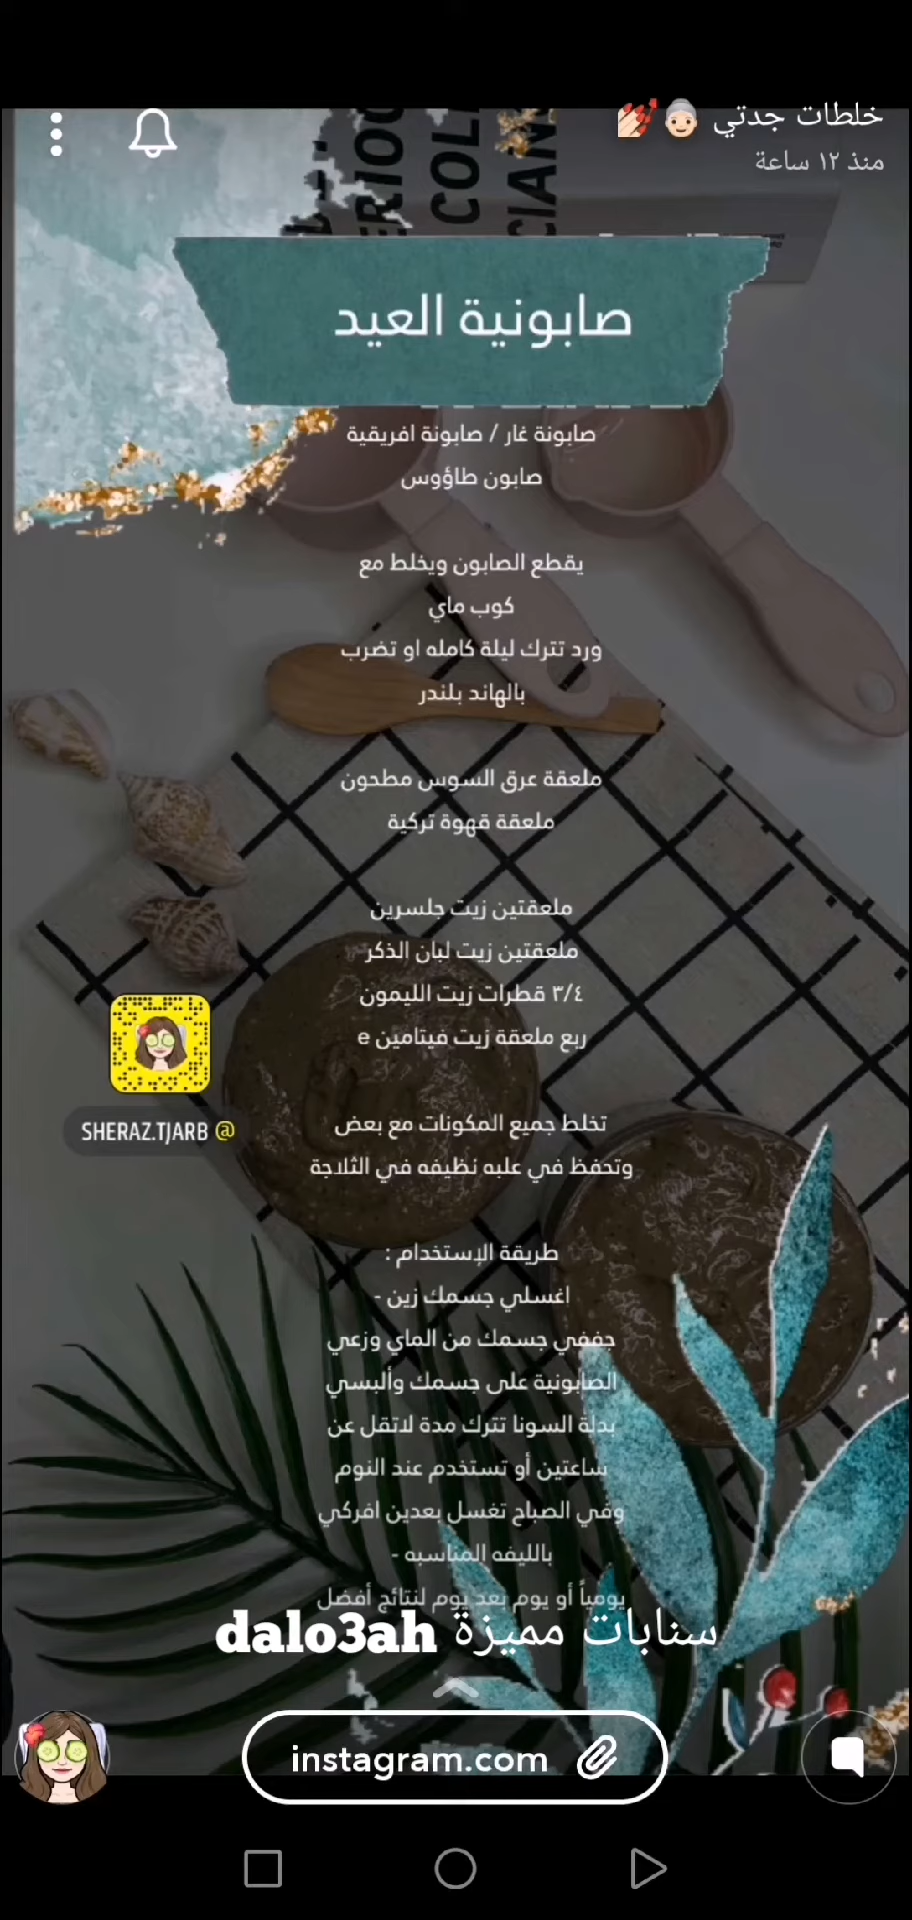 خلطات جدتي 👵🏻 💅🏻
منذ ١٢ ساعة
ERIOD
COLL
CIANS
صابونية العيد
صابونة غار / صابونة افريقية
صابون طاؤوس
يقطع الصابون ويخلط مع
كوب ماي
ورد تترك ليلة كامله او تضرب
بالهاند بلندر
ملعقة عرق السوس مطحون
ملعقة قهوة تركية
ملعقتين زيت جلسرين
ملعقتين زيت لبان الذكر
٣/٤ قطرات زيت الليمون
ربع ملعقة زيت فيتامين e
@ SHERAZ.TJARB
تخلط جميع المكونات مع بعض
وتحفظ في علبه نظيفه في الثلاجة
طريقة الإستخدام :
اغسلي جسمك زين -
جففي جسمك من الماي وزعي
الصابونية على جسمك وألبسي
بدلة السونا تترك مدة لاتقل عن
ساعتين أو تستخدم عند النوم
وفي الصباح تغسل بعدين افركي
بالليفه المناسبه -
يومياً أو يوم بعد يوم لنتائج أفضل
سنابات مميزة dalo3ah
instagram.com